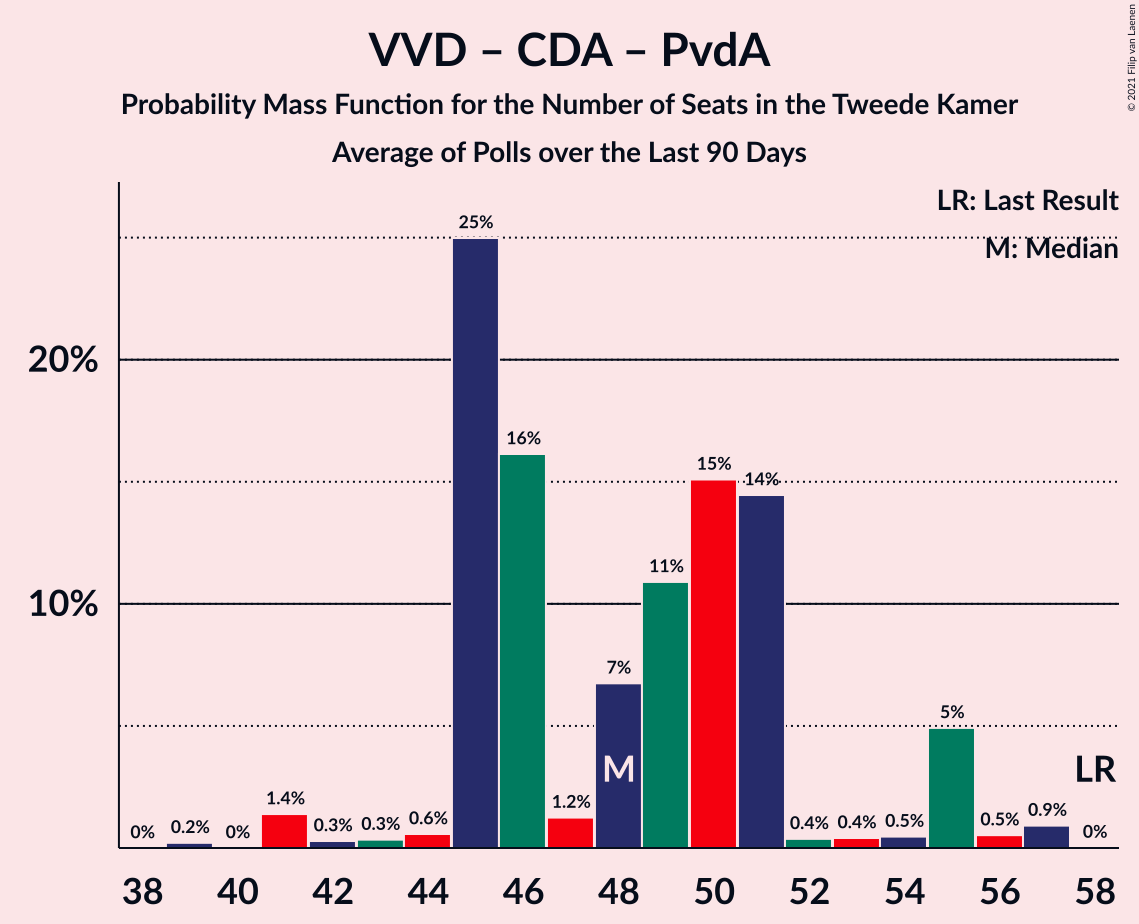 VVD – CDA – PvdA
Probability Mass Function for the Number of Seats in the Tweede Kamer
Average of Polls over the Last 90 Days
© 2021 Filip van Laenen
LR: Last Result
M: Median
25%
20%
16%
15%
14%
11%
10%
7%
5%
M
LR
0% 0.2% 0% 1.4% 0.3% 0.3% 0.6% 1.2% 0.4% 0.4% 0.5% 0.5% 0.9% 0%
38 40 42 44 46 48 50 52 54 56 58